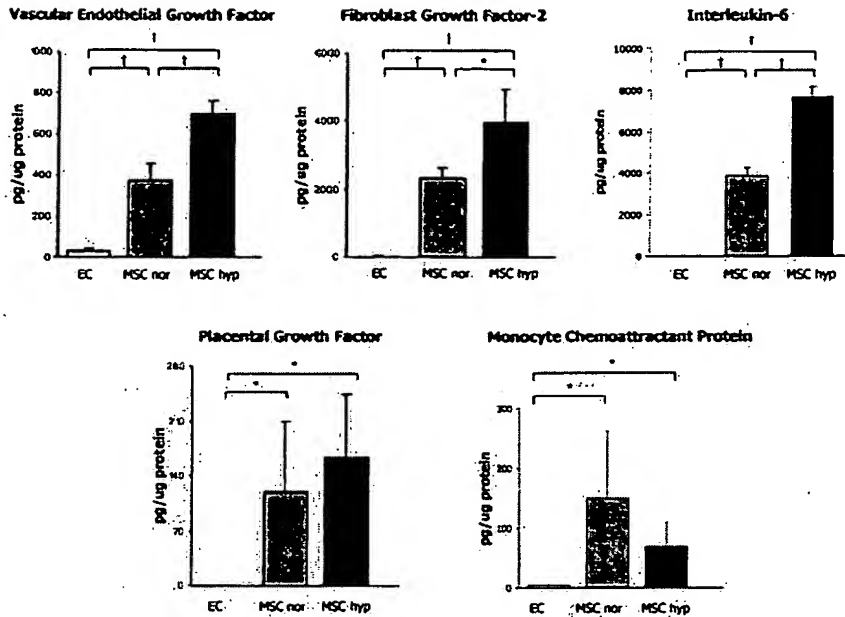 Vascular Endothelial Growth Factor
pg/ug protein
1000
800
600
400
200
0
†
† †
EC MSC nor MSC hyp
Fibroblast Growth Factor-2
pg/ug protein
6000
4000
2000
0
†
† *
EC MSC nor. MSC hyp
Interleukin-6
pg/ug protein
10000
8000
6000
4000
2000
0
†
† †
EC MSC nor MSC hyp
Placental Growth Factor
pg/ug protein
280
210
140
70
0
*
*
EC MSC nor MSC hyp
Monocyte Chemoattractant Protein
pg/ug protein
300
200
100
0
*
*
EC MSC nor MSC hyp